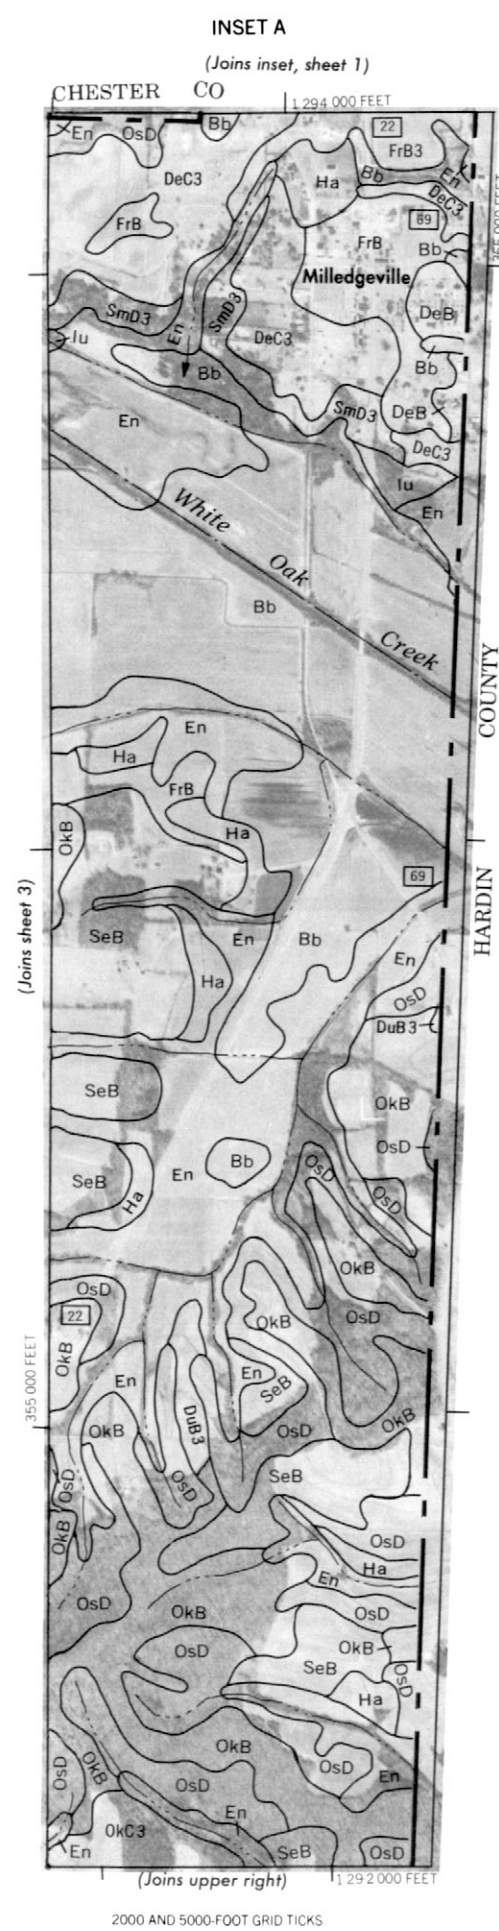 INSET A
(Joins inset, sheet 1)
CHESTER CO
1 294 000 FEET
En OsD Bb
22
FrB3
DeC3
Ha
Bb
En
DeC3
FrB
69
FrB
Bb
Milledgeville
SmD3
En
SmD3
DeC3
DeB
Iu
Bb
Bb
SmD3
DeB
En
DeC3
Iu
En
White Oak Creek
Bb
COUNTY
En
Ha
FrB
OkB
Ha
69
HARDIN
(Joins sheet 3)
SeB
En
Bb
En
Ha
OsD
DuB3
SeB
OkB
OsD
Bb
OsD
SeB
En
Ha
OsD
OkB
OsD
22
OkB
OsD
355 000 FEET
OkB
En
En
SeB
OkB
DuB3
OsD
OkB
OsD
OsD
SeB
OkB
OsD
Ha
En
OsD
OsD
OkB
OkB
OsD
SeB
OsD
Ha
OkB
OsD
OsD
OkB
OsD
En
En
OkC3
En
SeB
OsD
(Joins upper right)
1 292 000 FEET
2000 AND 5000-FOOT GRID TICKS